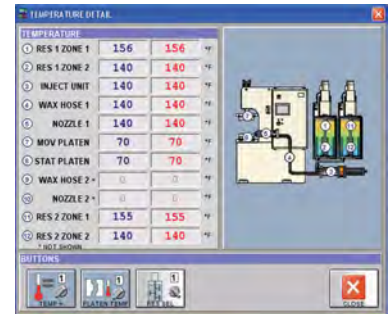 TEMPERATURE DETAIL
TEMPERATURE
1 RES 1 ZONE 1 156 156 °F
2 RES 1 ZONE 2 140 140 °F
3 INJECT UNIT 140 140 °F
4 WAX HOSE 1 140 140 °F
5 NOZZLE 1 140 140 °F
7 MOV PLATEN 70 70 °F
8 STAT PLATEN 70 70 °F
9 WAX HOSE 2 * 0 0 °F
10 NOZZLE 2 * 0 0 °F
11 RES 2 ZONE 1 155 155 °F
12 RES 2 ZONE 2 140 140 °F
* NOT SHOWN
BUTTONS
1 1
TEMP + PLATEN TEMP RES SEL CLOSE